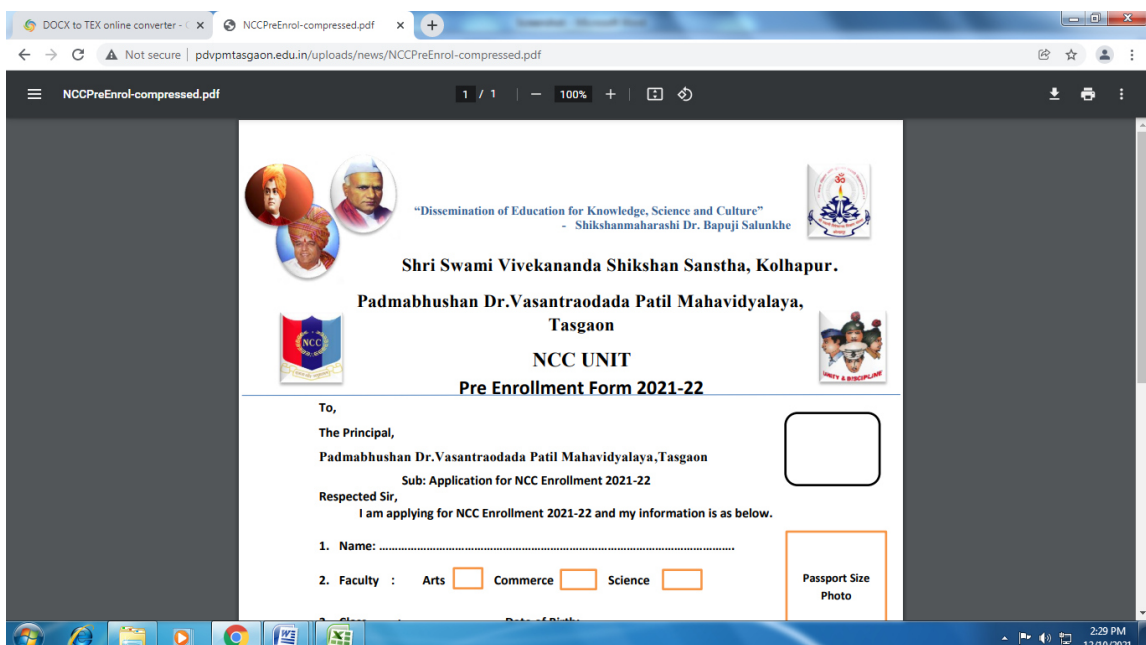 DOCX to TEX online converter -
NCCPreEnrol-compressed.pdf
Not secure | pdvpmtasgaon.edu.in/uploads/news/NCCPreEnrol-compressed.pdf
NCCPreEnrol-compressed.pdf
1 / 1
100%
“Dissemination of Education for Knowledge, Science and Culture”
- Shikshanmaharashi Dr. Bapuji Salunkhe
Shri Swami Vivekananda Shikshan Sanstha, Kolhapur.
Padmabhushan Dr.Vasantraodada Patil Mahavidyalaya,
Tasgaon
NCC
NCC UNIT
UNITY & DISCIPLINE
Pre Enrollment Form 2021-22
To,
The Principal,
Padmabhushan Dr.Vasantraodada Patil Mahavidyalaya,Tasgaon
Sub: Application for NCC Enrollment 2021-22
Respected Sir,
I am applying for NCC Enrollment 2021-22 and my information is as below.
1. Name: ……………………………………………………………………………………………………….
2. Faculty : Arts Commerce Science
Passport Size
Photo
2:29 PM